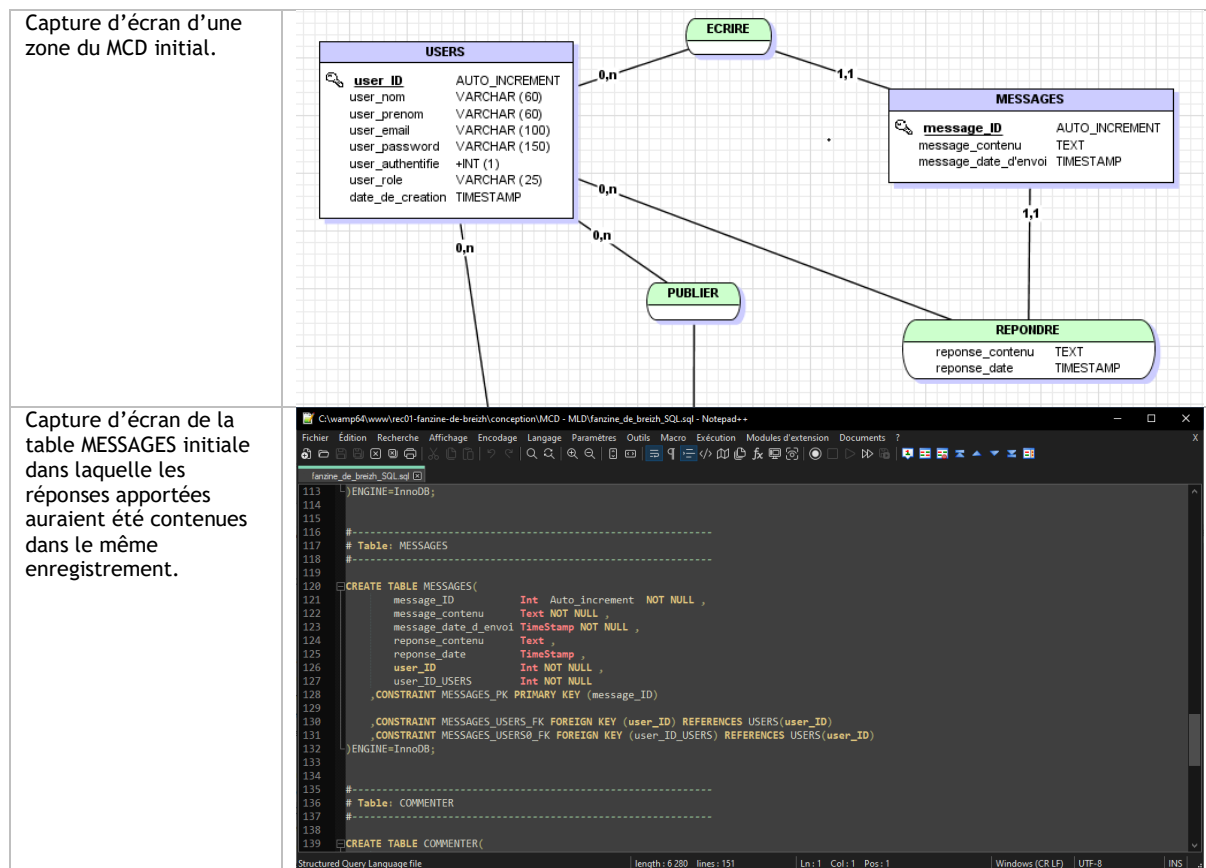 Capture d’écran d’une
zone du MCD initial.
ECRIRE
USERS
user_ID AUTO_INCREMENT
user_nom VARCHAR (60)
user_prenom VARCHAR (60)
user_email VARCHAR (100)
user_password VARCHAR (150)
user_authentifie +INT (1)
user_role VARCHAR (25)
date_de_creation TIMESTAMP
0,n
1,1
MESSAGES
message_ID AUTO_INCREMENT
message_contenu TEXT
message_date_d'envoi TIMESTAMP
0,n
0,n
0,n
1,1
PUBLIER
REPONDRE
reponse_contenu TEXT
reponse_date TIMESTAMP
Capture d’écran de la
table MESSAGES initiale
dans laquelle les
réponses apportées
auraient été contenues
dans le même
enregistrement.
C:\wamp64\www\rec01-fanzine-de-breizh\conception\MCD - MLD\fanzine_de_breizh_SQL.sql - Notepad++
Fichier Édition Recherche Affichage Encodage Langage Paramètres Outils Macro Exécution Modules d'extension Documents ? X
fanzine_de_breizh_SQL.sql
113 )ENGINE=InnoDB;
114
115
116 #------------------------------------------------------------
117 # Table: MESSAGES
118 #------------------------------------------------------------
119
120 CREATE TABLE MESSAGES(
121 message_ID Int Auto_increment NOT NULL ,
122 message_contenu Text NOT NULL ,
123 message_date_d_envoi TimeStamp NOT NULL ,
124 reponse_contenu Text ,
125 reponse_date TimeStamp ,
126 user_ID Int NOT NULL ,
127 user_ID_USERS Int NOT NULL
128 ,CONSTRAINT MESSAGES_PK PRIMARY KEY (message_ID)
129
130 ,CONSTRAINT MESSAGES_USERS_FK FOREIGN KEY (user_ID) REFERENCES USERS(user_ID)
131 ,CONSTRAINT MESSAGES_USERS0_FK FOREIGN KEY (user_ID_USERS) REFERENCES USERS(user_ID)
132 )ENGINE=InnoDB;
133
134
135 #------------------------------------------------------------
136 # Table: COMMENTER
137 #------------------------------------------------------------
138
139 CREATE TABLE COMMENTER(
Structured Query Language file length : 6 280 lines : 151 Ln : 1 Col : 1 Pos : 1 Windows (CR LF) UTF-8 INS